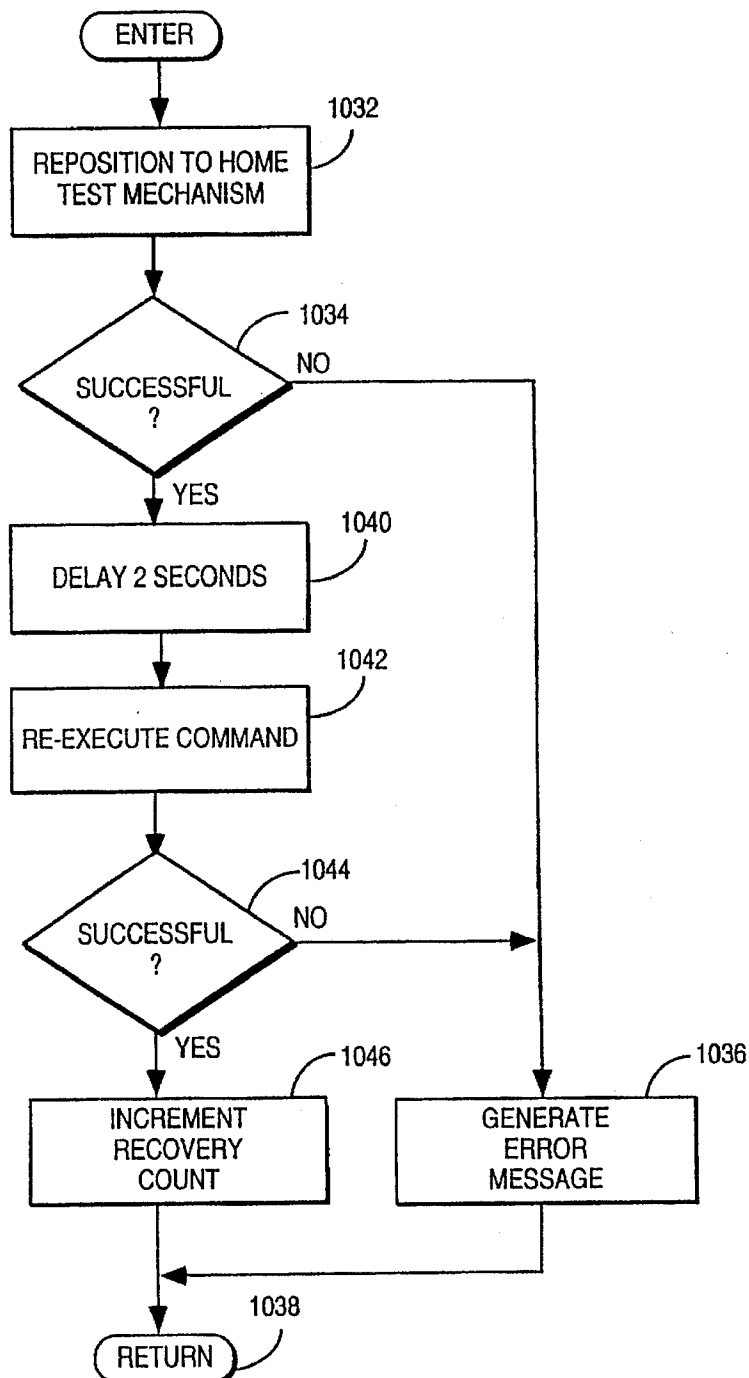 ENTER
1032
REPOSITION TO HOME
TEST MECHANISM
1034
NO
SUCCESSFUL
?
YES
1040
DELAY 2 SECONDS
1042
RE-EXECUTE COMMAND
1044
NO
SUCCESSFUL
?
YES
1046
1036
INCREMENT
RECOVERY
COUNT
GENERATE
ERROR
MESSAGE
1038
RETURN